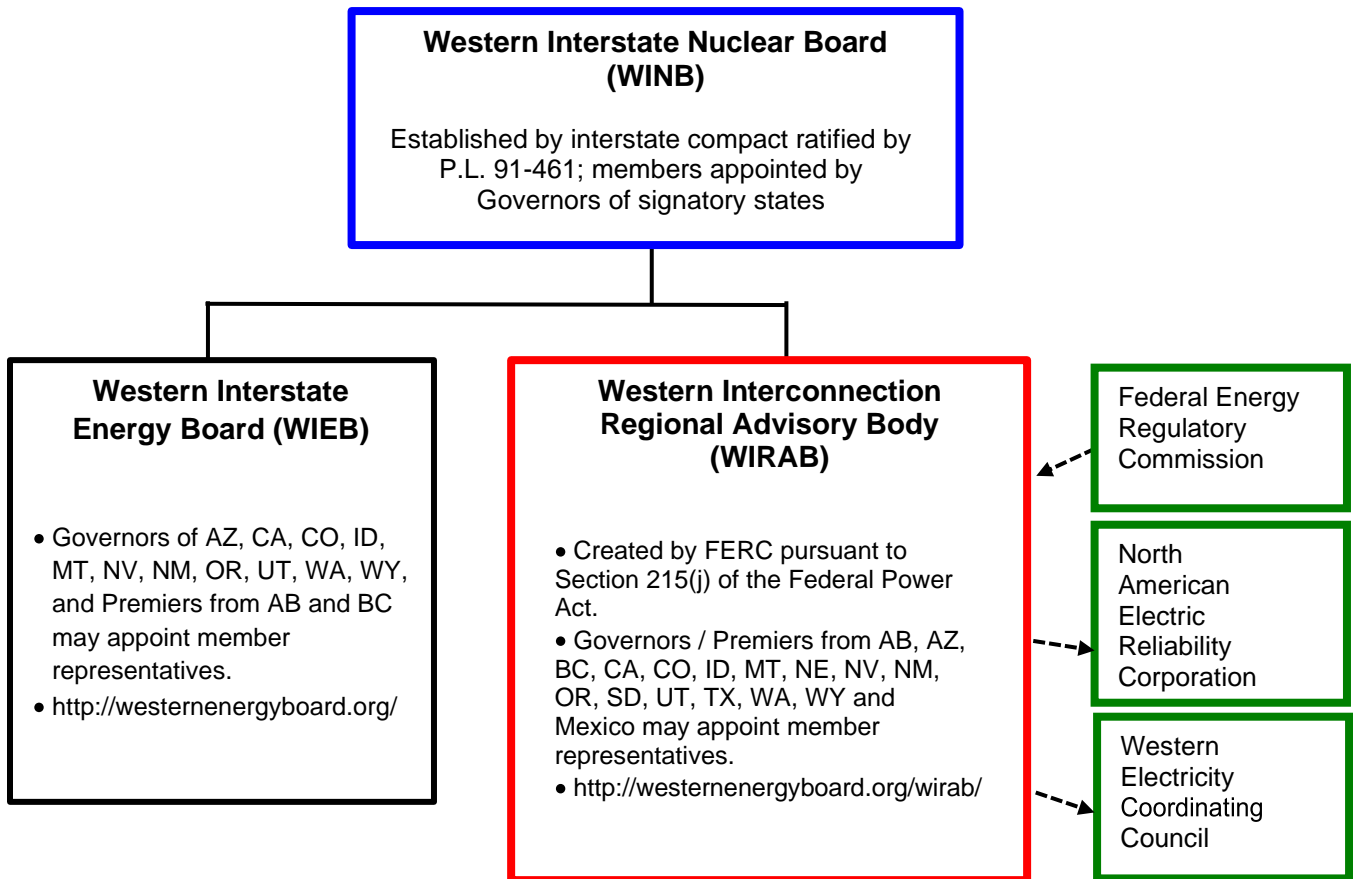 Western Interstate Nuclear Board
(WINB)
Established by interstate compact ratified by
P.L. 91-461; members appointed by
Governors of signatory states
Western Interstate
Energy Board (WIEB)
• Governors of AZ, CA, CO, ID,
MT, NV, NM, OR, UT, WA, WY,
and Premiers from AB and BC
may appoint member
representatives.
• http://westernenergyboard.org/
Western Interconnection
Regional Advisory Body
(WIRAB)
• Created by FERC pursuant to
Section 215(j) of the Federal Power
Act.
• Governors / Premiers from AB, AZ,
BC, CA, CO, ID, MT, NE, NV, NM,
OR, SD, UT, TX, WA, WY and
Mexico may appoint member
representatives.
• http://westernenergyboard.org/wirab/
Federal Energy
Regulatory
Commission
North
American
Electric
Reliability
Corporation
Western
Electricity
Coordinating
Council